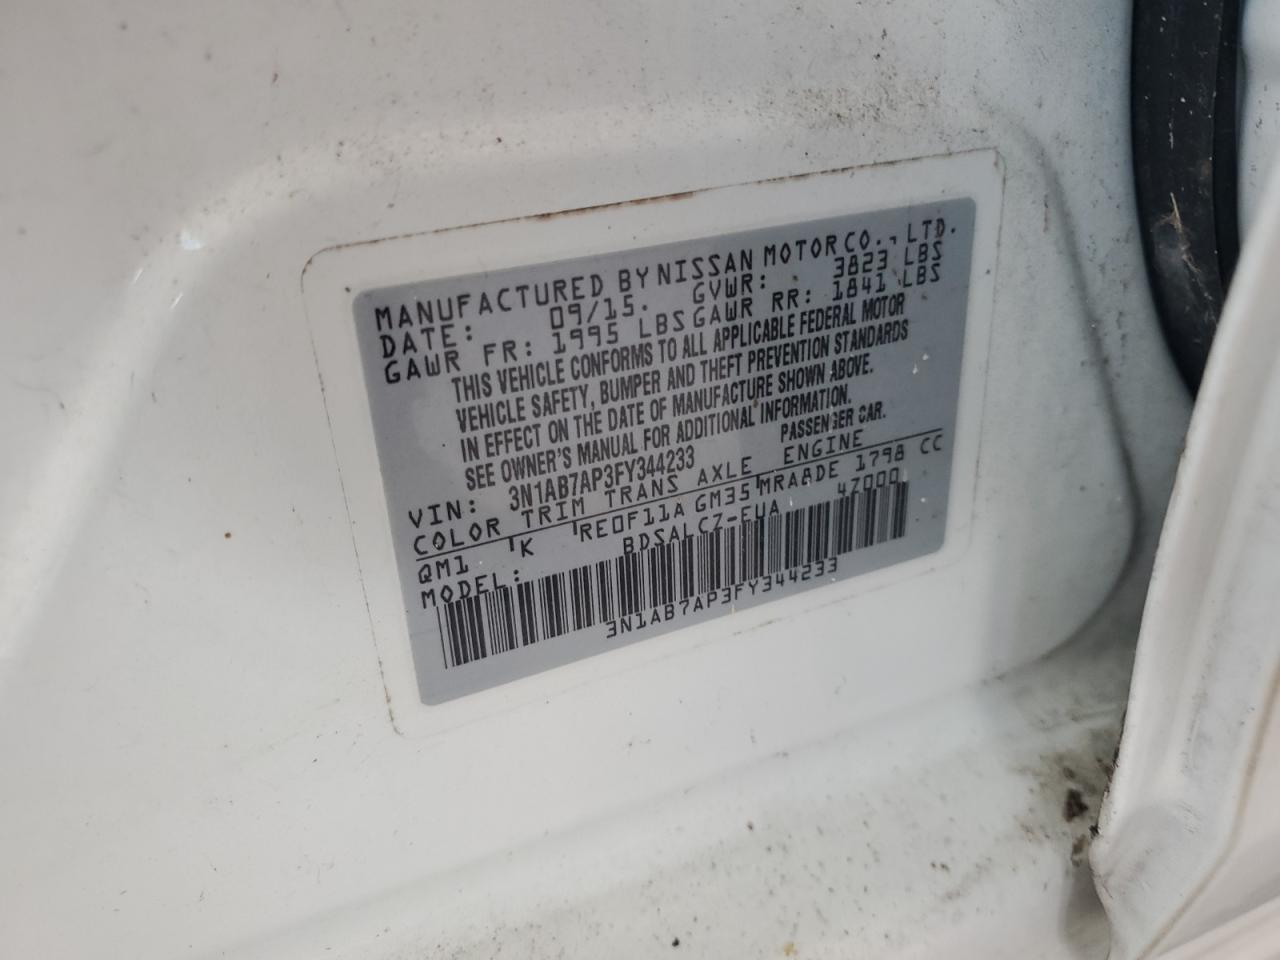 MANUFACTURED BY NISSAN MOTOR CO., LTD.
DATE: 09/15. GVWR: 3823 LBS
GAWR FR: 1995 LBS GAWR RR: 1841 LBS
THIS VEHICLE CONFORMS TO ALL APPLICABLE FEDERAL MOTOR
VEHICLE SAFETY, BUMPER AND THEFT PREVENTION STANDARDS
IN EFFECT ON THE DATE OF MANUFACTURE SHOWN ABOVE.
SEE OWNER'S MANUAL FOR ADDITIONAL INFORMATION.
VIN: 3N1AB7AP3FY344233 PASSENGER CAR.
COLOR TRIM TRANS AXLE ENGINE
QM1 K RE0F11A GM35 MRA8DE 1798 CC
MODEL: BDSALCZ-EUA 4Z000
3N1AB7AP3FY344233